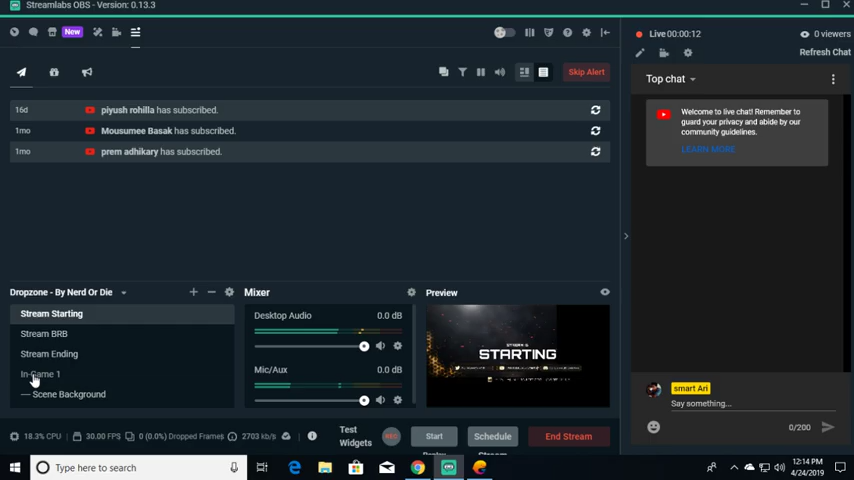 Streamlabs OBS - Version: 0.13.3
New
Live 00:00:12
0 viewers
Refresh Chat
Top chat
Skip Alert
16d piyush rohilla has subscribed.
1mo Mousumee Basak has subscribed.
1mo prem adhikary has subscribed.
Welcome to live chat! Remember to
guard your privacy and abide by our
community guidelines.
LEARN MORE
Dropzone - By Nerd Or Die
Stream Starting
Stream BRB
Stream Ending
In-Game 1
— Scene Background
Mixer
Desktop Audio 0.0 dB
Mic/Aux 0.0 dB
Preview
STREAM IS
STARTING
smart Ari
Say something...
0/200
18.3% CPU
30.00 FPS
0 (0.0%) Dropped Frames
2703 kb/s
Test
Widgets
REC
Start
Replay
Schedule
Stream
End Stream
Type here to search
12:14 PM
4/24/2019